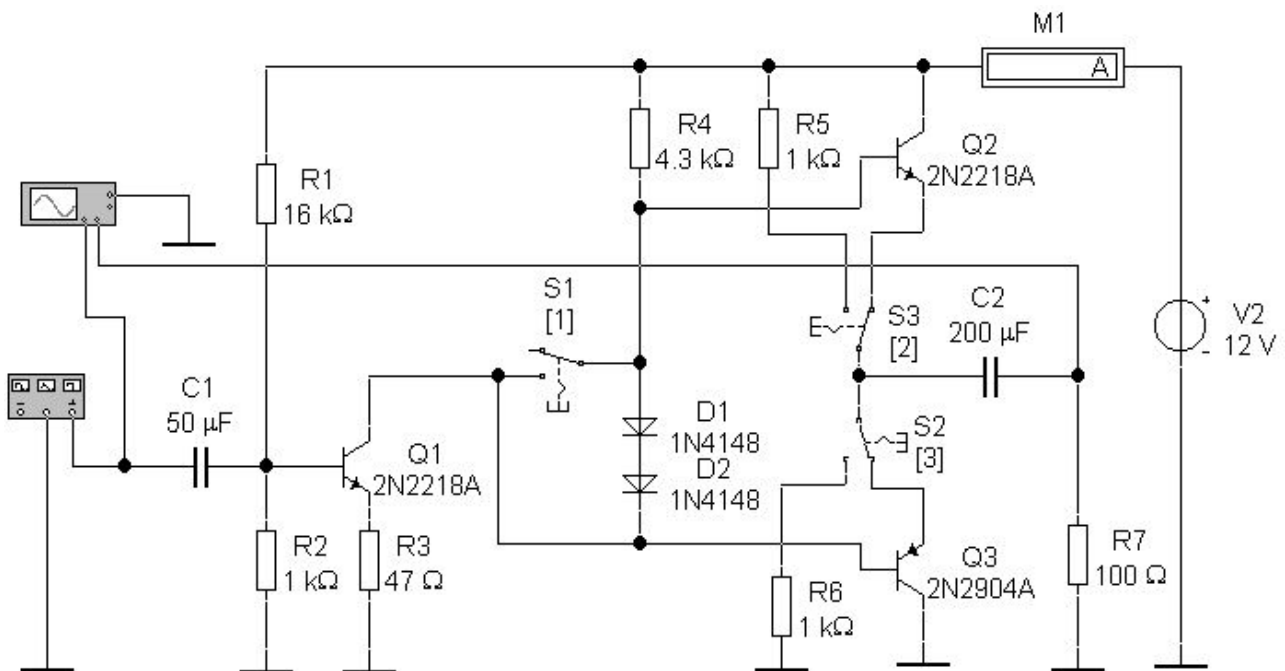 M1
A
R4
4.3 kΩ
R5
1 kΩ
Q2
2N2218A
R1
16 kΩ
S1
[1]
S3
[2]
C2
200 µF
V2
12 V
+
-
C1
50 µF
D1
1N4148
D2
1N4148
S2
[3]
Q1
2N2218A
R2
1 kΩ
R3
47 Ω
R6
1 kΩ
Q3
2N2904A
R7
100 Ω